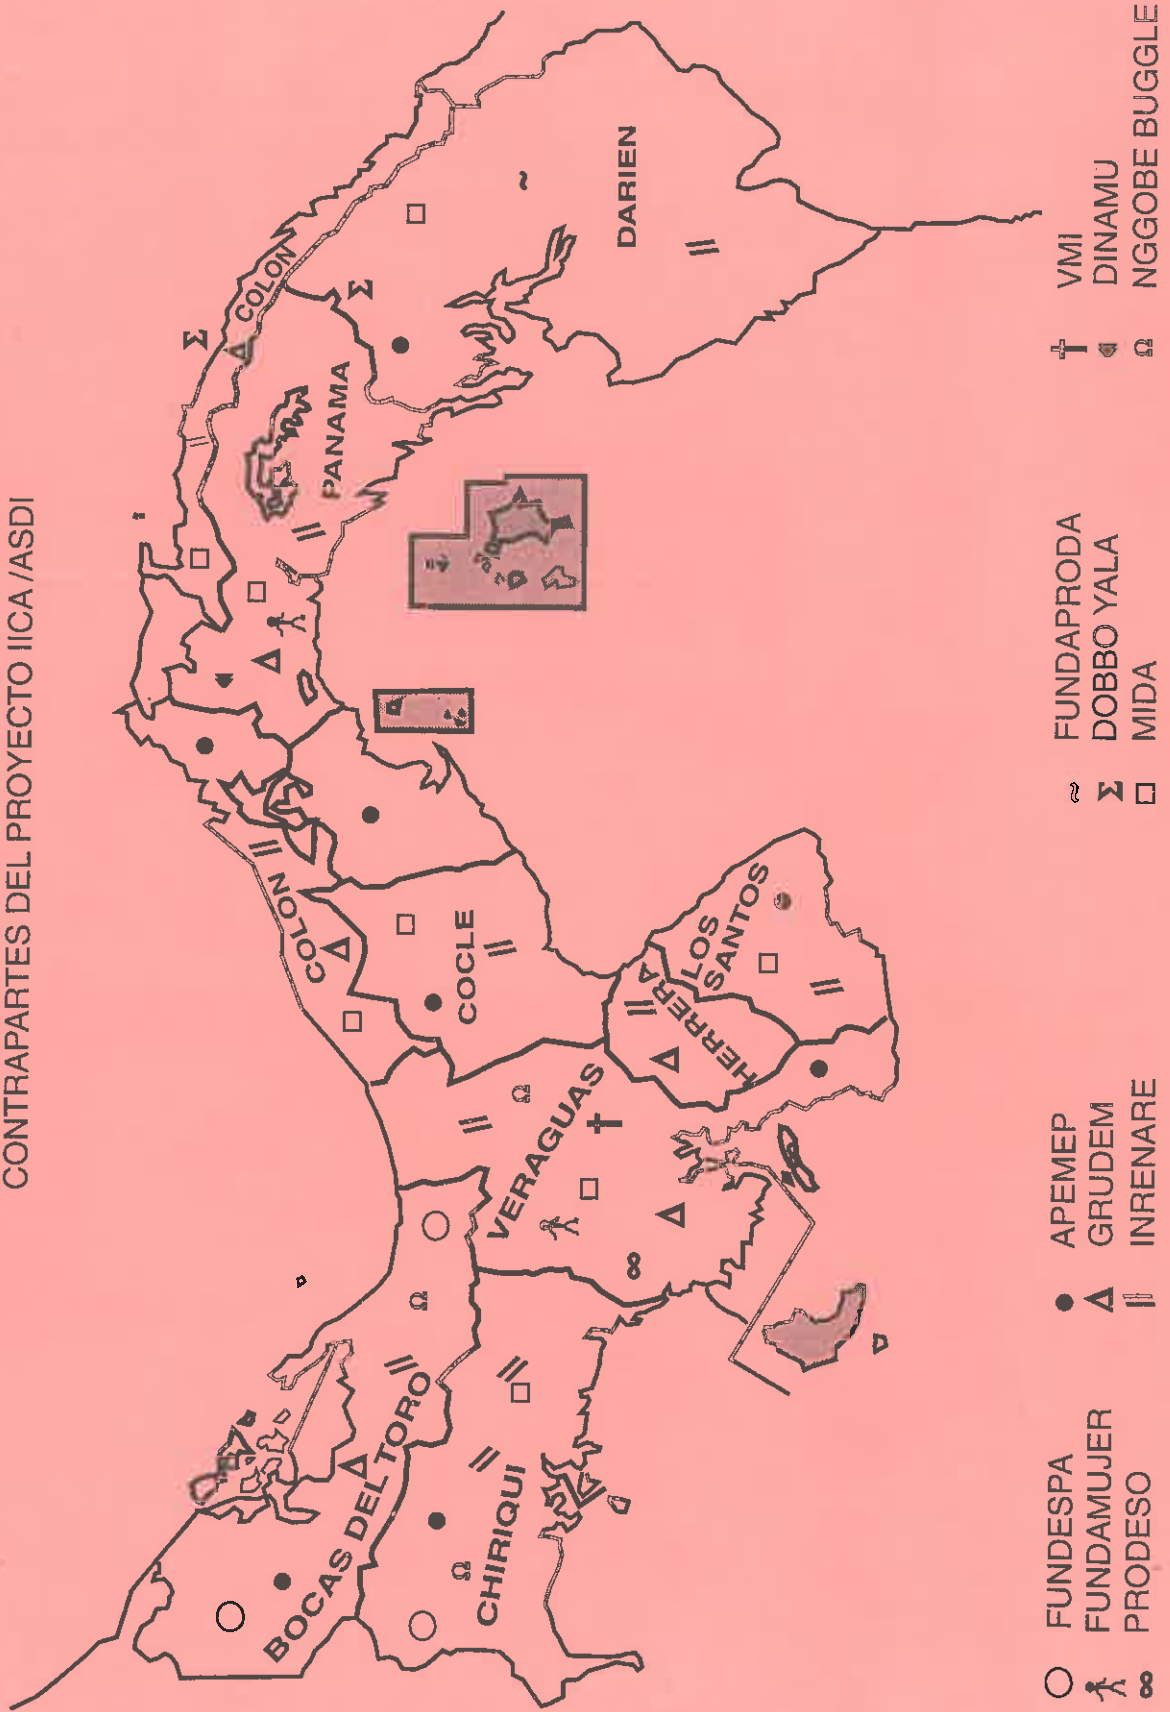 CONTRAPARTES DEL PROYECTO IICA /ASDI
BOCAS DEL TORO
CHIRIQUI
VERAGUAS
COLON
COCLE
HERRERA
LOS
SANTOS
PANAMA
COLON
DARIEN
FUNDESPA
FUNDAMUJER
PRODESO
APEMEP
GRUDEM
INRENARE
FUNDAPRODA
DOBBO YALA
MIDA
VMI
DINAMU
NGGOBE BUGGLE